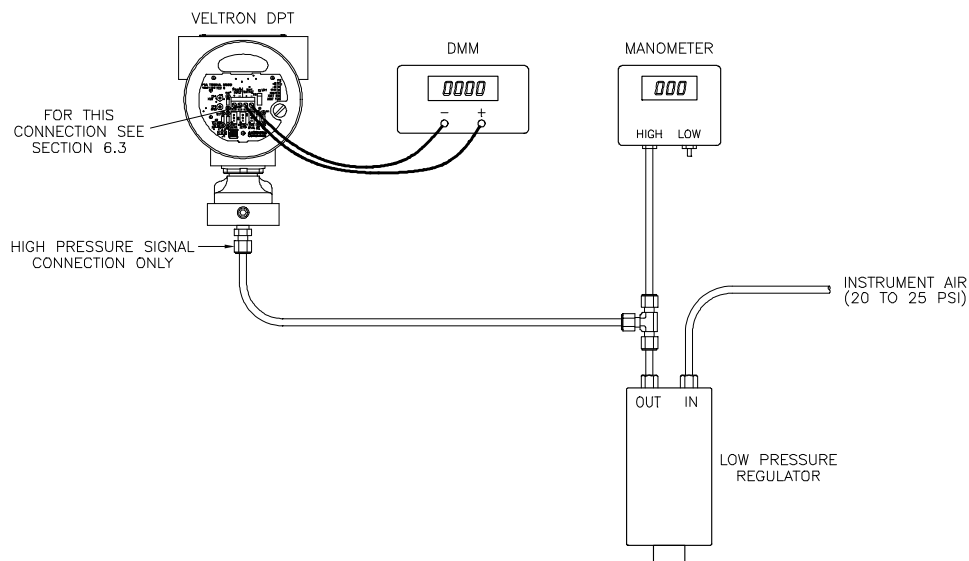 VELTRON DPT
DMM
MANOMETER
0000
000
FOR THIS
CONNECTION SEE
SECTION 6.3
−
+
HIGH
LOW
HIGH PRESSURE SIGNAL
CONNECTION ONLY
INSTRUMENT AIR
(20 TO 25 PSI)
OUT
IN
LOW PRESSURE
REGULATOR